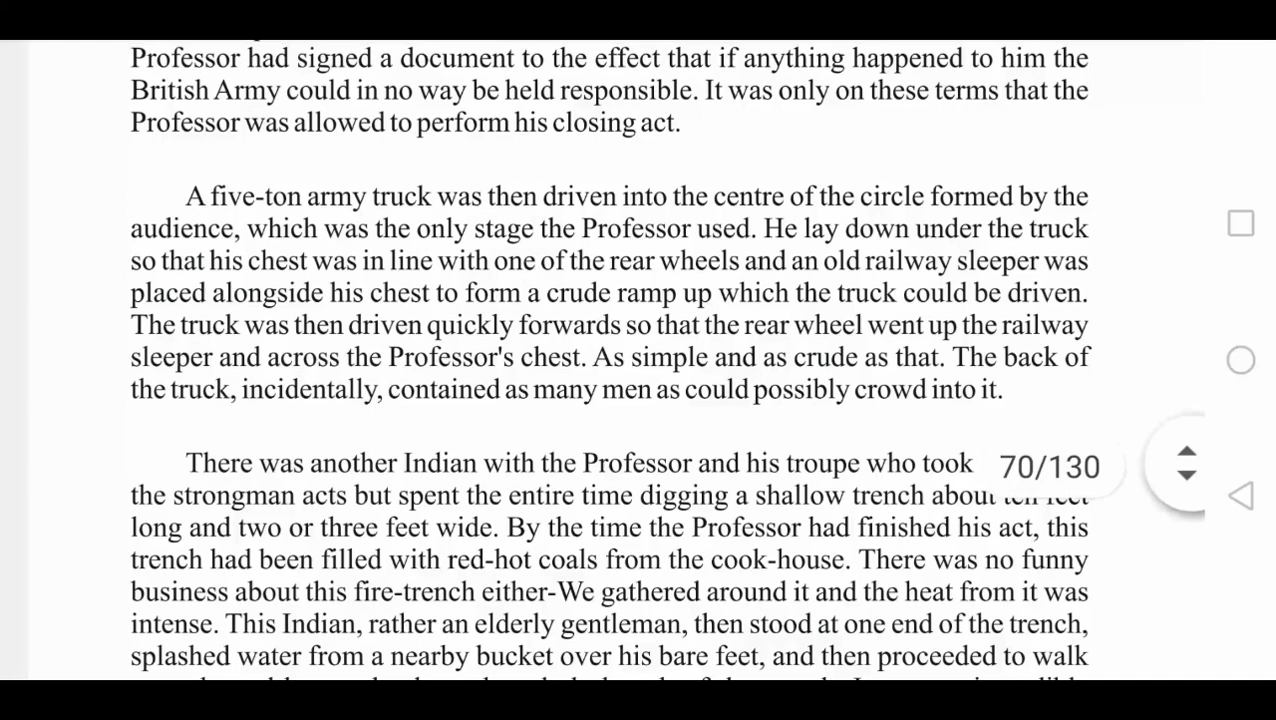 Professor had signed a document to the effect that if anything happened to him the
British Army could in no way be held responsible. It was only on these terms that the
Professor was allowed to perform his closing act.
A five-ton army truck was then driven into the centre of the circle formed by the
audience, which was the only stage the Professor used. He lay down under the truck
so that his chest was in line with one of the rear wheels and an old railway sleeper was
placed alongside his chest to form a crude ramp up which the truck could be driven.
The truck was then driven quickly forwards so that the rear wheel went up the railway
sleeper and across the Professor's chest. As simple and as crude as that. The back of
the truck, incidentally, contained as many men as could possibly crowd into it.
There was another Indian with the Professor and his troupe who took
70/130
the strongman acts but spent the entire time digging a shallow trench about ten feet
long and two or three feet wide. By the time the Professor had finished his act, this
trench had been filled with red-hot coals from the cook-house. There was no funny
business about this fire-trench either-We gathered around it and the heat from it was
intense. This Indian, rather an elderly gentleman, then stood at one end of the trench,
splashed water from a nearby bucket over his bare feet, and then proceeded to walk